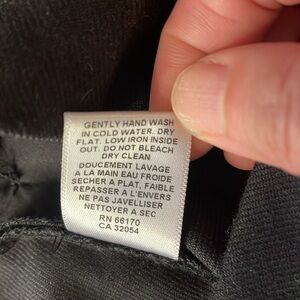 GENTLY HAND WASH
IN COLD WATER. DRY
FLAT. LOW IRON INSIDE
OUT. DO NOT BLEACH
DRY CLEAN
DOUCEMENT LAVAGE
A LA MAIN EAU FROIDE
SECHER A PLAT, FAIBLE
REPASSER A L'ENVERS
NE PAS JAVELLISER
NETTOYER A SEC
RN 66170
CA 32054